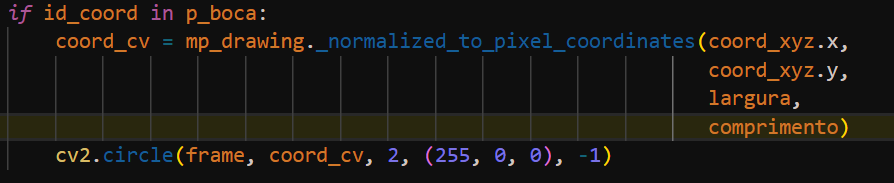 if id_coord in p_boca:
    coord_cv = mp_drawing._normalized_to_pixel_coordinates(coord_xyz.x,
                                                           coord_xyz.y,
                                                           largura,
                                                           comprimento)
    cv2.circle(frame, coord_cv, 2, (255, 0, 0), -1)